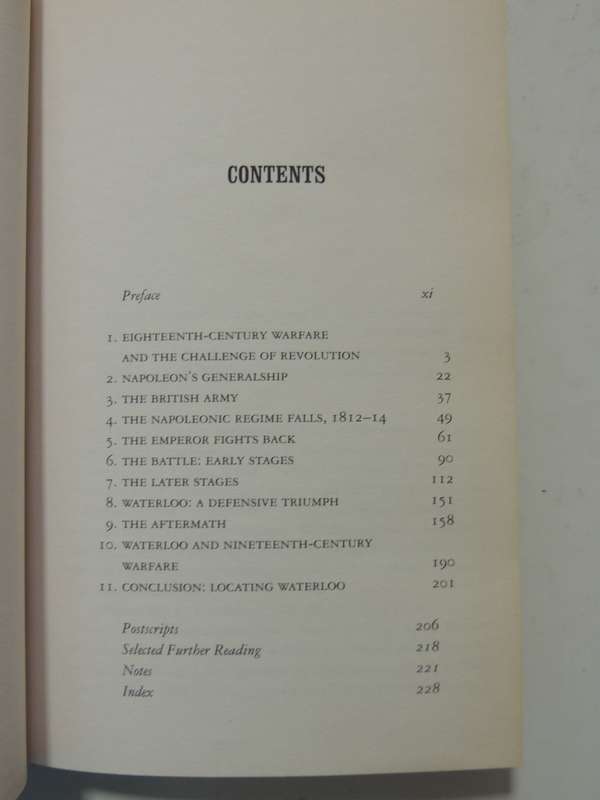 CONTENTS
Preface xi
1. EIGHTEENTH-CENTURY WARFARE
AND THE CHALLENGE OF REVOLUTION 3
2. NAPOLEON'S GENERALSHIP 22
3. THE BRITISH ARMY 37
4. THE NAPOLEONIC REGIME FALLS, 1812–14 49
5. THE EMPEROR FIGHTS BACK 61
6. THE BATTLE: EARLY STAGES 90
7. THE LATER STAGES 112
8. WATERLOO: A DEFENSIVE TRIUMPH 151
9. THE AFTERMATH 158
10. WATERLOO AND NINETEENTH-CENTURY
WARFARE 190
11. CONCLUSION: LOCATING WATERLOO 201
Postscripts 206
Selected Further Reading 218
Notes 221
Index 228